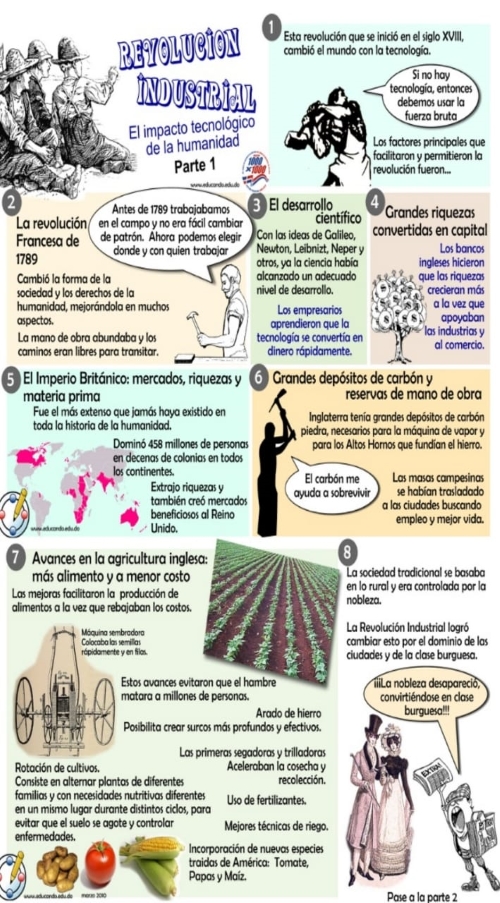 REVOLUCIÓN
INDUSTRIAL
El impacto tecnológico
de la humanidad
Parte 1
www.educando.edu.do
1
Esta revolución que se inició en el siglo XVIII,
cambió el mundo con la tecnología.
Si no hay
tecnología, entonces
debemos usar la
fuerza bruta
Los factores principales que
facilitaron y permitieron la
revolución fueron...
2
La revolución
Francesa de
1789
Antes de 1789 trabajabamos
en el campo y no era fácil cambiar
de patrón. Ahora podemos elegir
donde y con quien trabajar
Cambió la forma de la
sociedad y los derechos de la
humanidad, mejorándola en muchos
aspectos.
La mano de obra abundaba y los
caminos eran libres para transitar.
3
El desarrollo
científico
Con las ideas de Galileo,
Newton, Leibnizt, Neper y
otros, ya la ciencia había
alcanzado un adecuado
nivel de desarrollo.
Los empresarios
aprendieron que la
tecnología se convertía en
dinero rápidamente.
4
Grandes riquezas
convertidas en capital
Los bancos
ingleses hicieron
que las riquezas
crecieran más
a la vez que
apoyaban
las industrias y
al comercio.
5
El Imperio Británico: mercados, riquezas y
materia prima
Fue el más extenso que jamás haya existido en
toda la historia de la humanidad.
Dominó 458 millones de personas
en decenas de colonias en todos
los continentes.
Extrajo riquezas y
también creó mercados
beneficiosos al Reino
Unido.
www.educando.edu.do
6
Grandes depósitos de carbón y
reservas de mano de obra
Inglaterra tenía grandes depósitos de carbón
piedra, necesarios para la máquina de vapor y
para los Altos Hornos que fundían el hierro.
El carbón me
ayuda a sobrevivir
Las masas campesinas
se habían trasladado
a las ciudades buscando
empleo y mejor vida.
7
Avances en la agricultura inglesa:
más alimento y a menor costo
Las mejoras facilitaron la producción de
alimentos a la vez que rebajaban los costos.
Máquina sembradora
Colocaba las semillas
rápidamente y en filas.
Estos avances evitaron que el hambre
matara a millones de personas.
Arado de hierro
Posibilita crear surcos más profundos y efectivos.
Las primeras segadoras y trilladoras
Aceleraban la cosecha y
recolección.
Rotación de cultivos.
Consiste en alternar plantas de diferentes
familias y con necesidades nutritivas diferentes
en un mismo lugar durante distintos ciclos, para
evitar que el suelo se agote y controlar
enfermedades.
Uso de fertilizantes.
Mejores técnicas de riego.
Incorporación de nuevas especies
traidas de América: Tomate,
Papas y Maíz.
www.educando.edu.do
marzo 2010
8
La sociedad tradicional se basaba
en lo rural y era controlada por la
nobleza.
La Revolución Industrial logró
cambiar esto por el dominio de las
ciudades y de la clase burguesa.
¡¡¡La nobleza desapareció,
convirtiéndose en clase
burguesa!!!
Pase a la parte 2